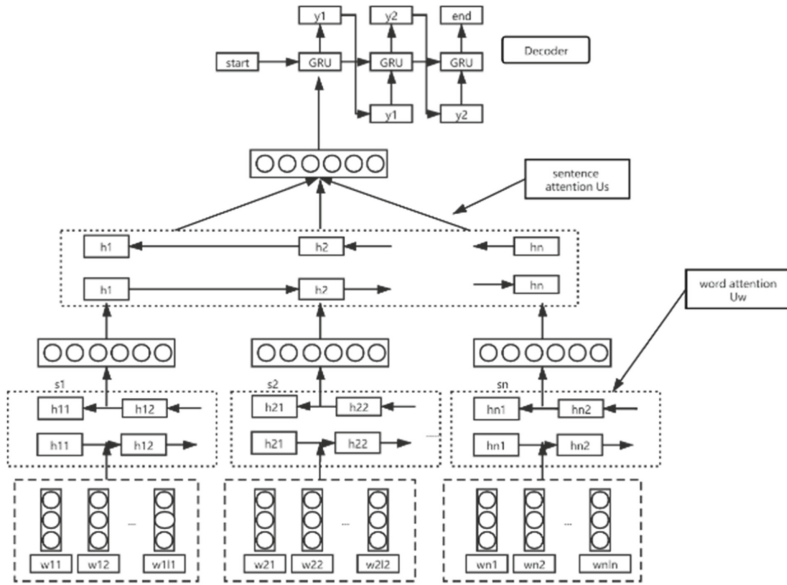 y1 y2 end
start GRU GRU GRU Decoder
y1 y2
sentence
attention Us
h1 h2 hn
h1 h2 hn
word attention
Uw
s1 s2 sn
h11 h12 h21 h22 hn1 hn2
h11 h12 h21 h22 ... hn1 hn2
... ... ...
w11 w12 w1l1 w21 w22 w2l2 wn1 wn2 wnln